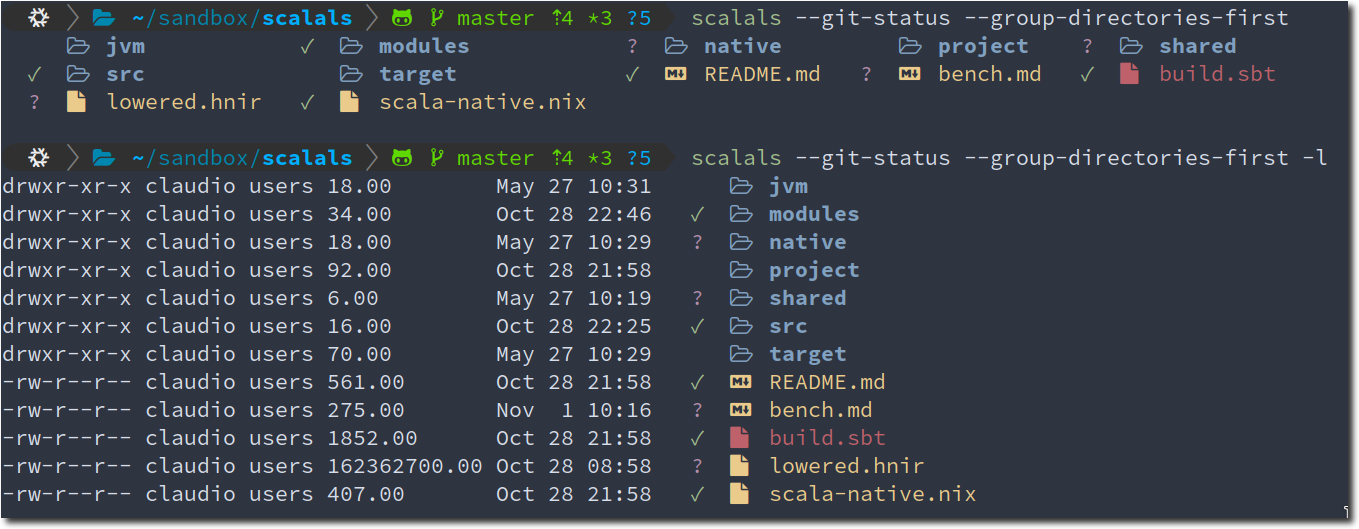 ~/sandbox/scalals master ⇡4 *3 ?5 scalals --git-status --group-directories-first
jvm ✓ modules ? native project ? shared
✓ src target ✓ README.md ? bench.md ✓ build.sbt
? lowered.hnir ✓ scala-native.nix
~/sandbox/scalals master ⇡4 *3 ?5 scalals --git-status --group-directories-first -l
drwxr-xr-x claudio users 18.00 May 27 10:31 jvm
drwxr-xr-x claudio users 34.00 Oct 28 22:46 ✓ modules
drwxr-xr-x claudio users 18.00 May 27 10:29 ? native
drwxr-xr-x claudio users 92.00 Oct 28 21:58 project
drwxr-xr-x claudio users 6.00 May 27 10:19 ? shared
drwxr-xr-x claudio users 16.00 Oct 28 22:25 ✓ src
drwxr-xr-x claudio users 70.00 May 27 10:29 target
-rw-r--r-- claudio users 561.00 Oct 28 21:58 ✓ README.md
-rw-r--r-- claudio users 275.00 Nov 1 10:16 ? bench.md
-rw-r--r-- claudio users 1852.00 Oct 28 21:58 ✓ build.sbt
-rw-r--r-- claudio users 162362700.00 Oct 28 08:58 ? lowered.hnir
-rw-r--r-- claudio users 407.00 Oct 28 21:58 ✓ scala-native.nix